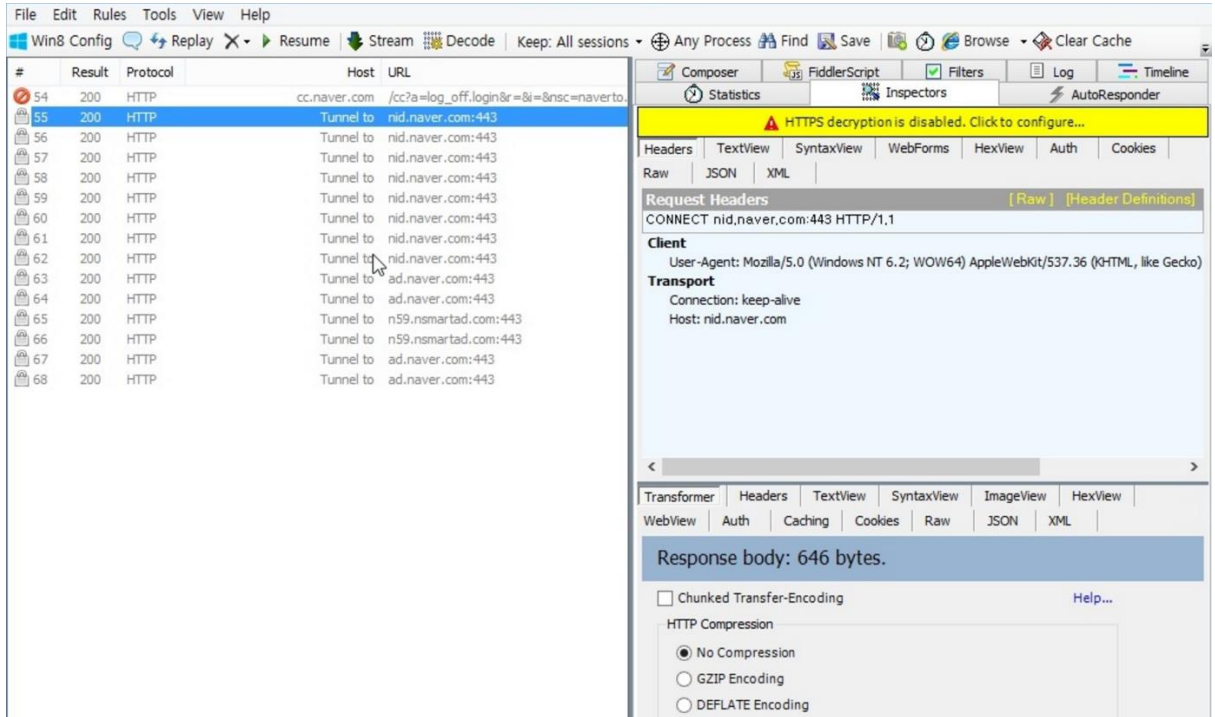 File Edit Rules Tools View Help
Win8 Config Replay Resume Stream Decode Keep: All sessions Any Process Find Save Browse Clear Cache
# Result Protocol Host URL
54 200 HTTP cc.naver.com /cc?a=log_off.login&r=&i=&nsc=naverto.
55 200 HTTP Tunnel to nid.naver.com:443
56 200 HTTP Tunnel to nid.naver.com:443
57 200 HTTP Tunnel to nid.naver.com:443
58 200 HTTP Tunnel to nid.naver.com:443
59 200 HTTP Tunnel to nid.naver.com:443
60 200 HTTP Tunnel to nid.naver.com:443
61 200 HTTP Tunnel to nid.naver.com:443
62 200 HTTP Tunnel to nid.naver.com:443
63 200 HTTP Tunnel to ad.naver.com:443
64 200 HTTP Tunnel to ad.naver.com:443
65 200 HTTP Tunnel to n59.nsmartad.com:443
66 200 HTTP Tunnel to n59.nsmartad.com:443
67 200 HTTP Tunnel to ad.naver.com:443
68 200 HTTP Tunnel to ad.naver.com:443
Composer FiddlerScript Filters Log Timeline
Statistics Inspectors AutoResponder
HTTPS decryption is disabled. Click to configure...
Headers TextView SyntaxView WebForms HexView Auth Cookies
Raw JSON XML
Request Headers [ Raw ] [Header Definitions]
CONNECT nid.naver.com:443 HTTP/1.1
Client
User-Agent: Mozilla/5.0 (Windows NT 6.2; WOW64) AppleWebKit/537.36 (KHTML, like Gecko)
Transport
Connection: keep-alive
Host: nid.naver.com
Transformer Headers TextView SyntaxView ImageView HexView
WebView Auth Caching Cookies Raw JSON XML
Response body: 646 bytes.
Chunked Transfer-Encoding Help...
HTTP Compression
No Compression
GZIP Encoding
DEFLATE Encoding